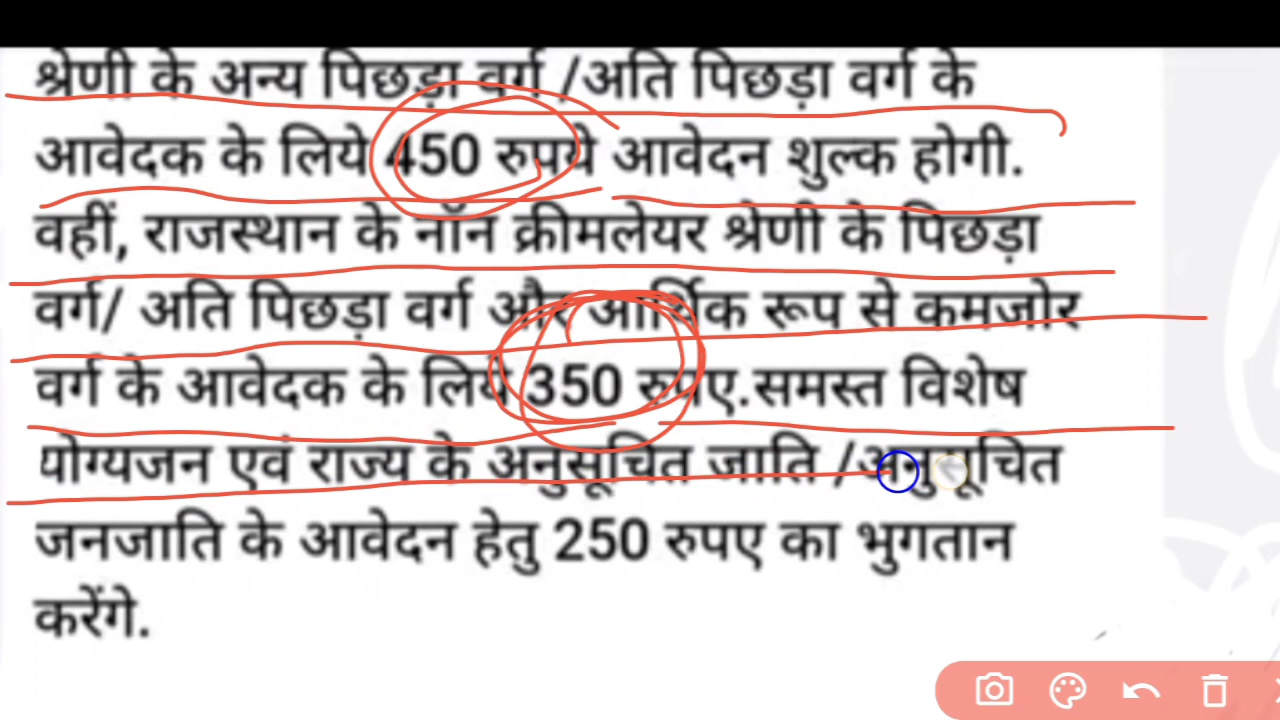 श्रेणी के अन्य पिछड़ा वर्ग /अति पिछड़ा वर्ग के
आवेदक के लिये 450 रुपये आवेदन शुल्क होगी.
वहीं, राजस्थान के नॉन क्रीमलेयर श्रेणी के पिछड़ा
वर्ग/ अति पिछड़ा वर्ग और आर्थिक रूप से कमजोर
वर्ग के आवेदक के लिये 350 रुपए.समस्त विशेष
योग्यजन एवं राज्य के अनुसूचित जाति /अनुसूचित
जनजाति के आवेदन हेतु 250 रुपए का भुगतान
करेंगे.